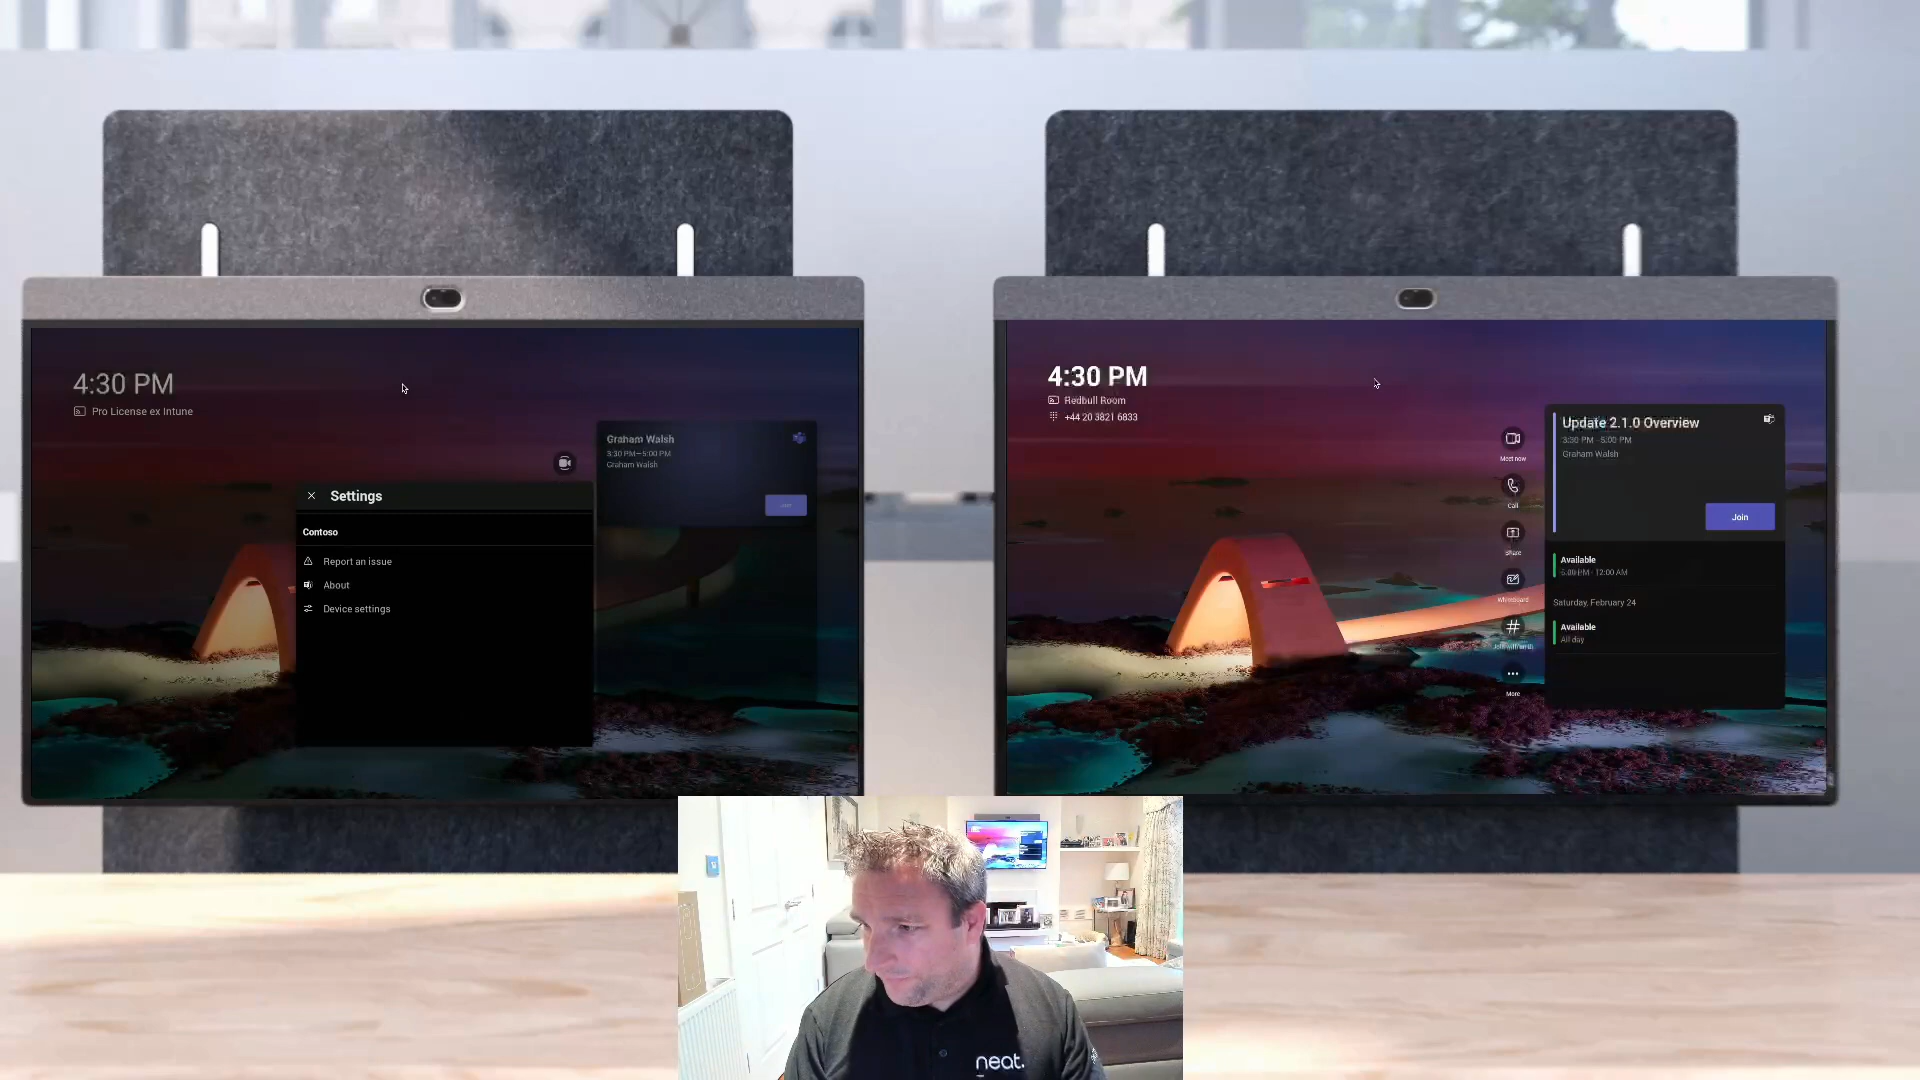 4:30 PM
Pro License ex Intune
Graham Walsh
3:30 PM—5:00 PM
Graham Walsh
Settings
Contoso
Report an issue
About
Device settings
4:30 PM
Redbull Room
+44 20 3821 6833
Meet now
Call
Share
Whiteboard
More
Update 2.1.0 Overview
3:30 PM - 5:00 PM
Graham Walsh
Join
Available
5:00 PM - 12:00 AM
Saturday, February 24
Available
All day
neat.